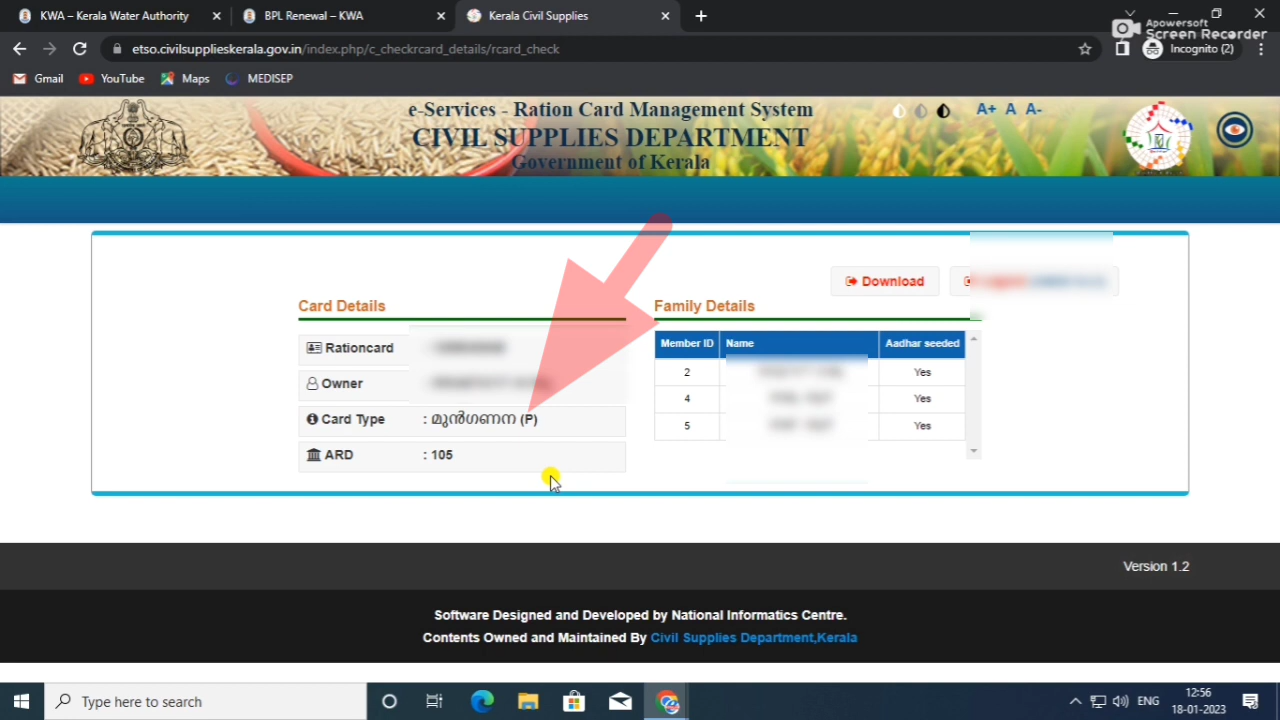 KWA – Kerala Water Authority
BPL Renewal – KWA
Kerala Civil Supplies
Apowersoft
Screen Recorder
etso.civilsupplieskerala.gov.in/index.php/c_checkrcard_details/rcard_check
Incognito (2)
Gmail YouTube Maps MEDISEP
e-Services - Ration Card Management System
A+ A A-
CIVIL SUPPLIES DEPARTMENT
Government of Kerala
Download
Card Details
Rationcard
Owner
Card Type : മുൻഗണന (P)
ARD : 105
Family Details
Member ID Name Aadhar seeded
2 Yes
4 Yes
5 Yes
Version 1.2
Software Designed and Developed by National Informatics Centre.
Contents Owned and Maintained By Civil Supplies Department,Kerala
Type here to search
ENG
12:56
18-01-2023